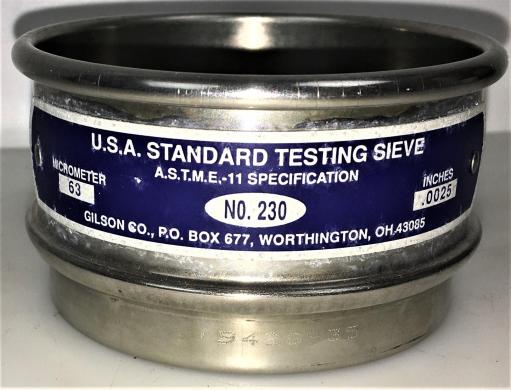 U.S.A. STANDARD TESTING SIEVE
A.S.T.M.E.-11 SPECIFICATION
MICROMETER
63
NO. 230
INCHES
.0025
GILSON CO., P.O. BOX 677, WORTHINGTON, OH.43085